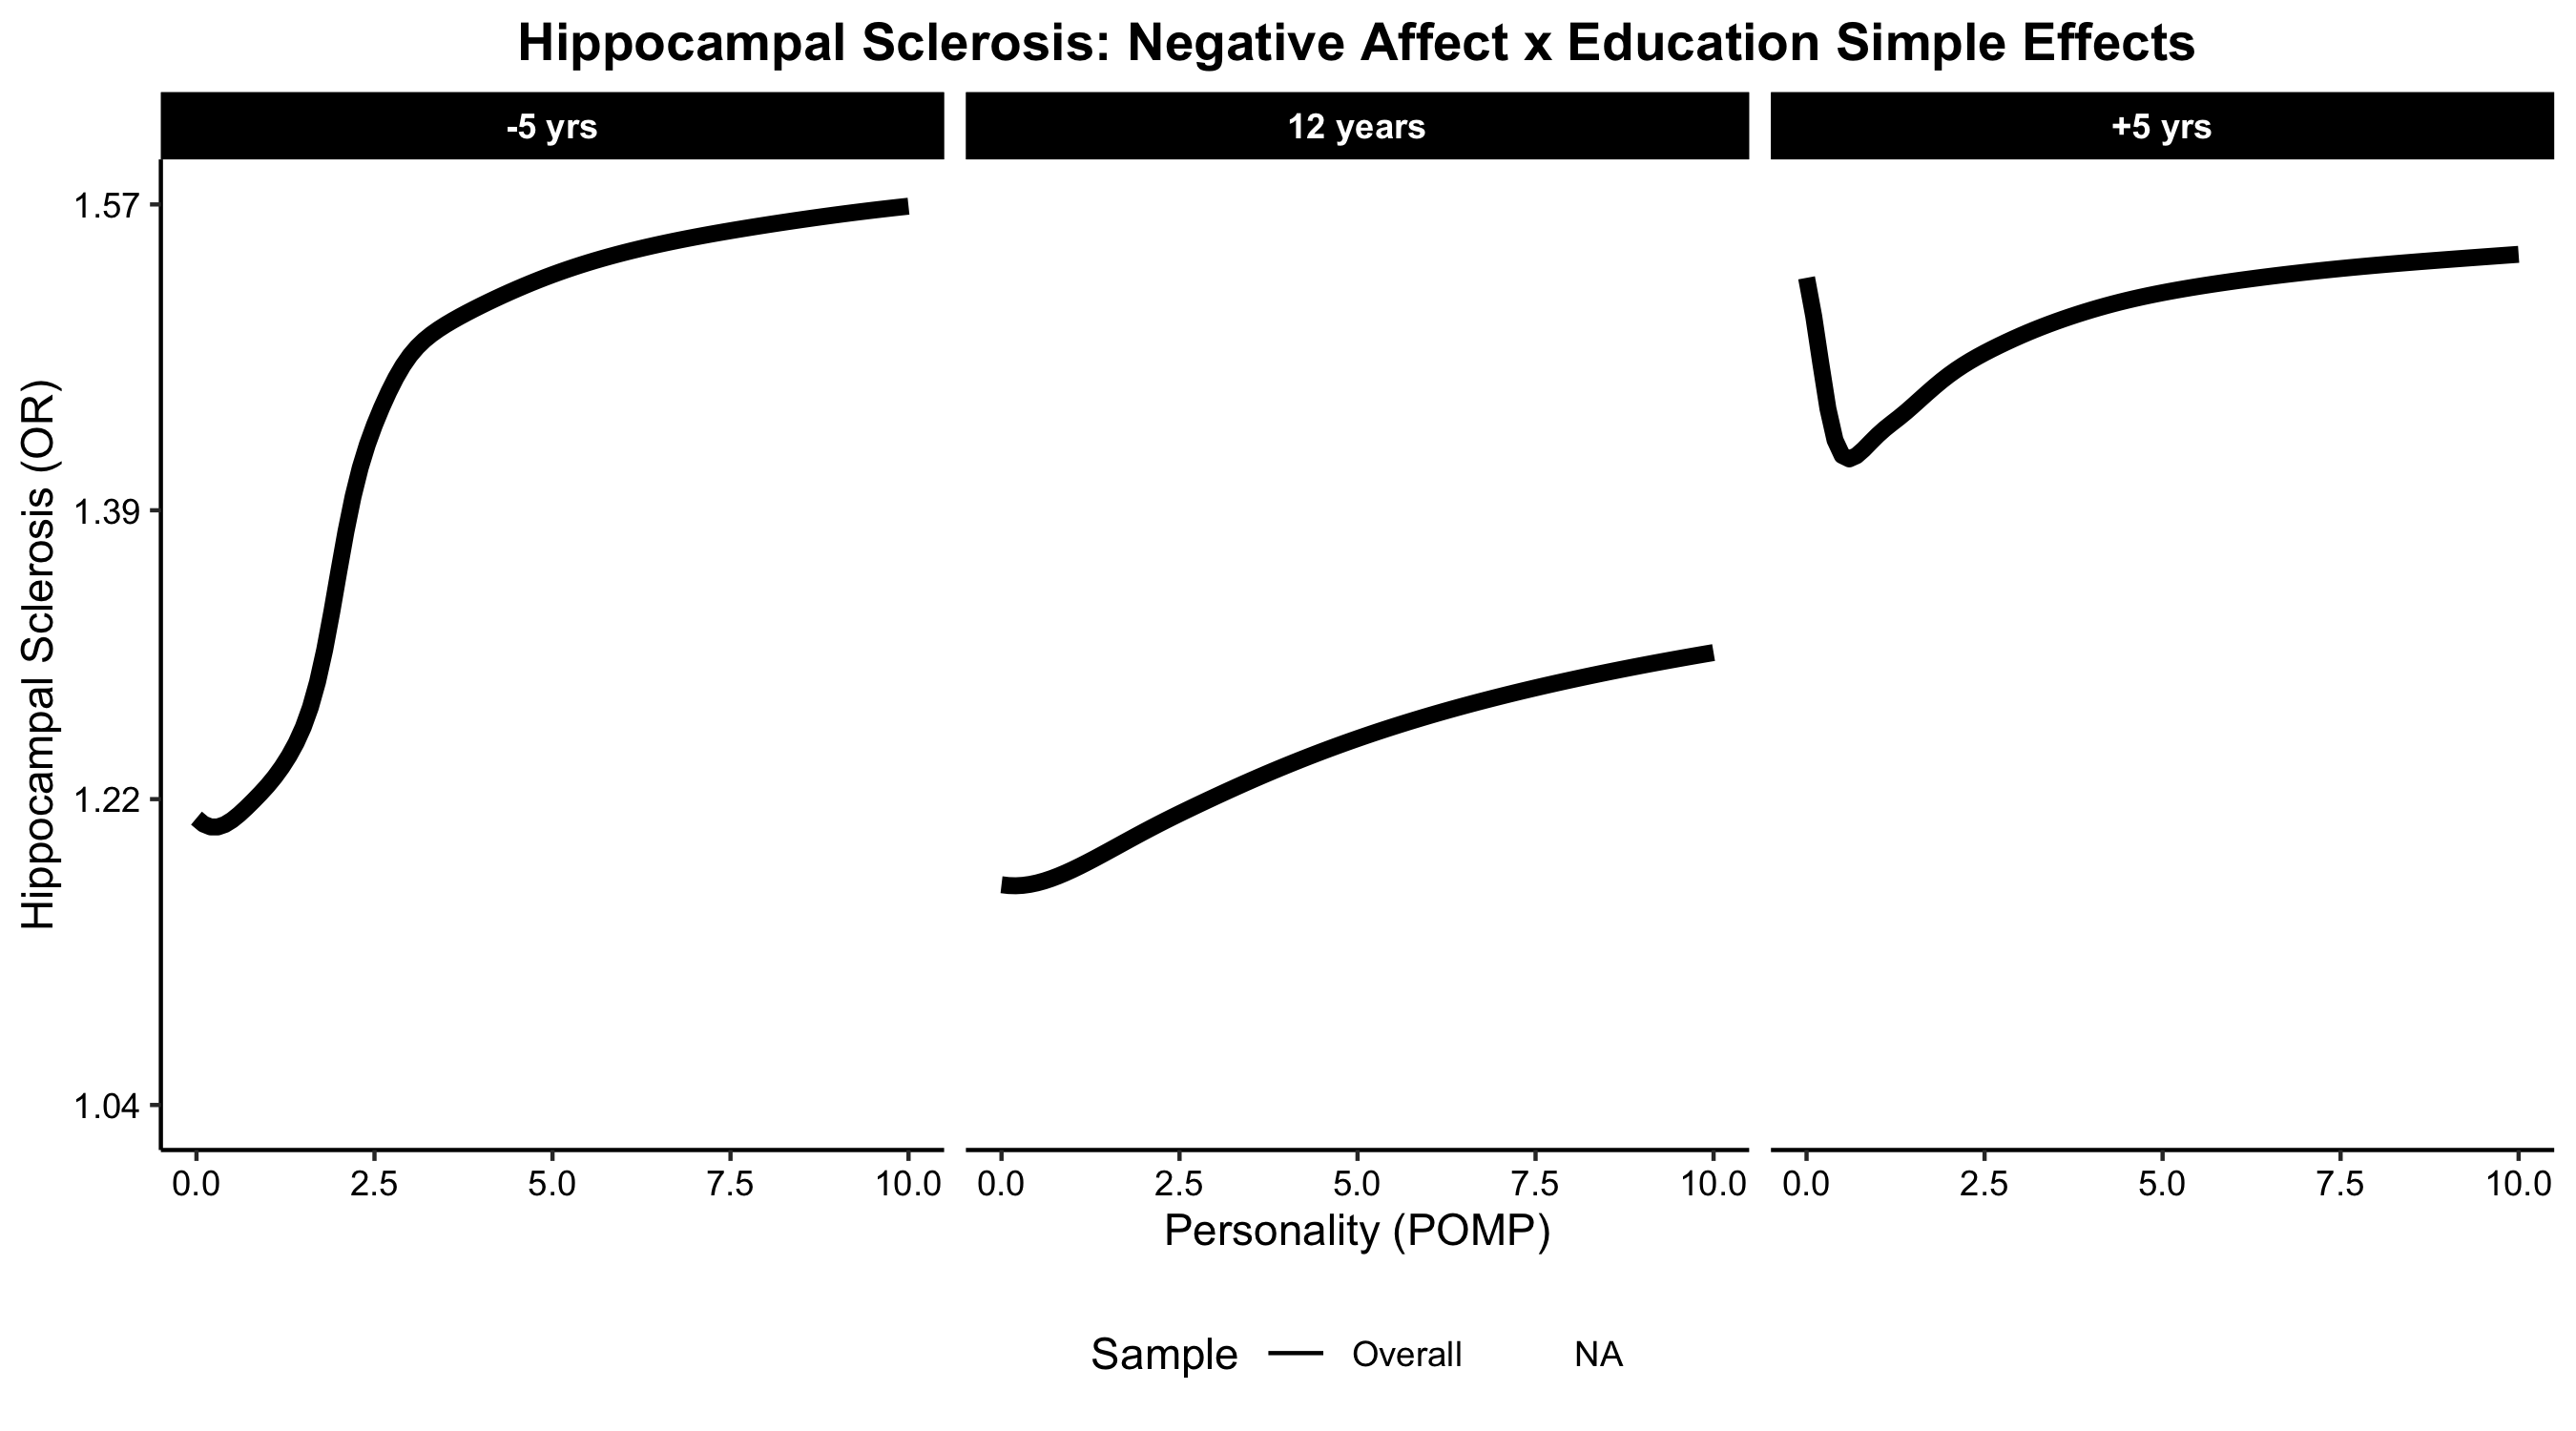 Hippocampal Sclerosis: Negative Affect x Education Simple Effects
-5 yrs
12 years
+5 yrs
Hippocampal Sclerosis (OR)
1.57
1.39
1.22
1.04
0.0 2.5 5.0 7.5 10.0
0.0 2.5 5.0 7.5 10.0
0.0 2.5 5.0 7.5 10.0
Personality (POMP)
Sample Overall NA